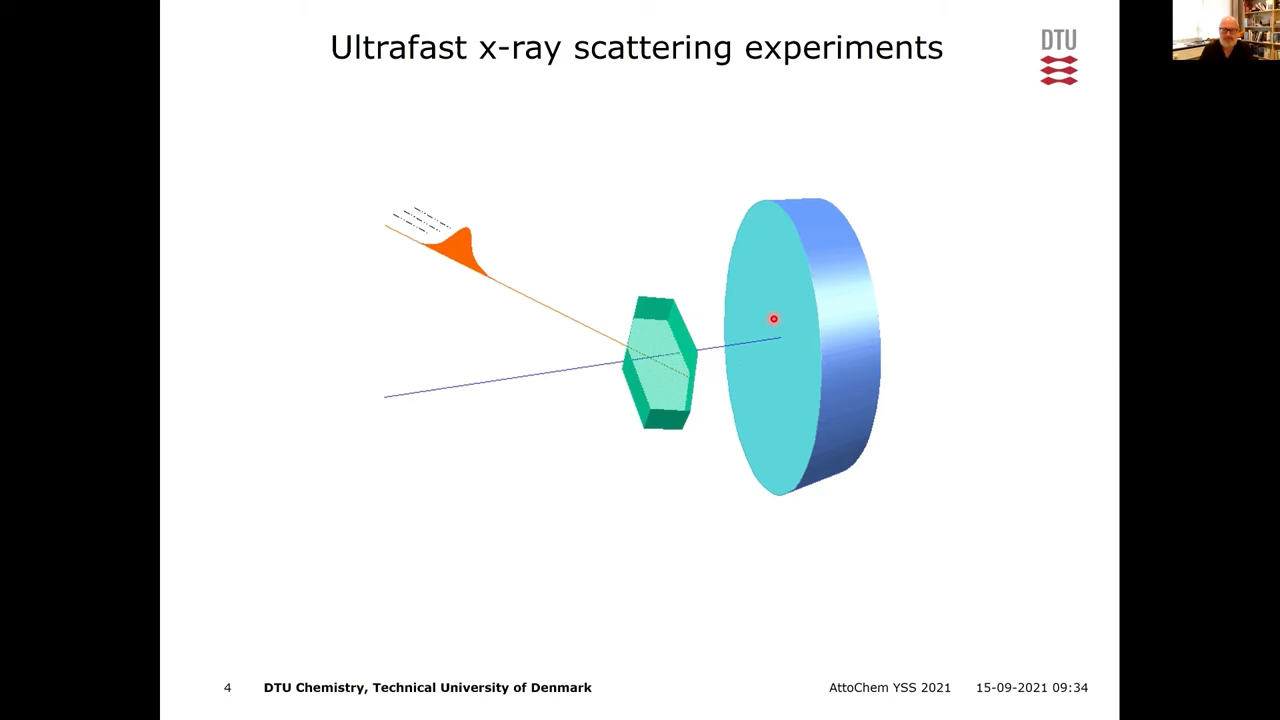 Ultrafast x-ray scattering experiments
DTU
4 DTU Chemistry, Technical University of Denmark AttoChem YSS 2021 15-09-2021 09:34